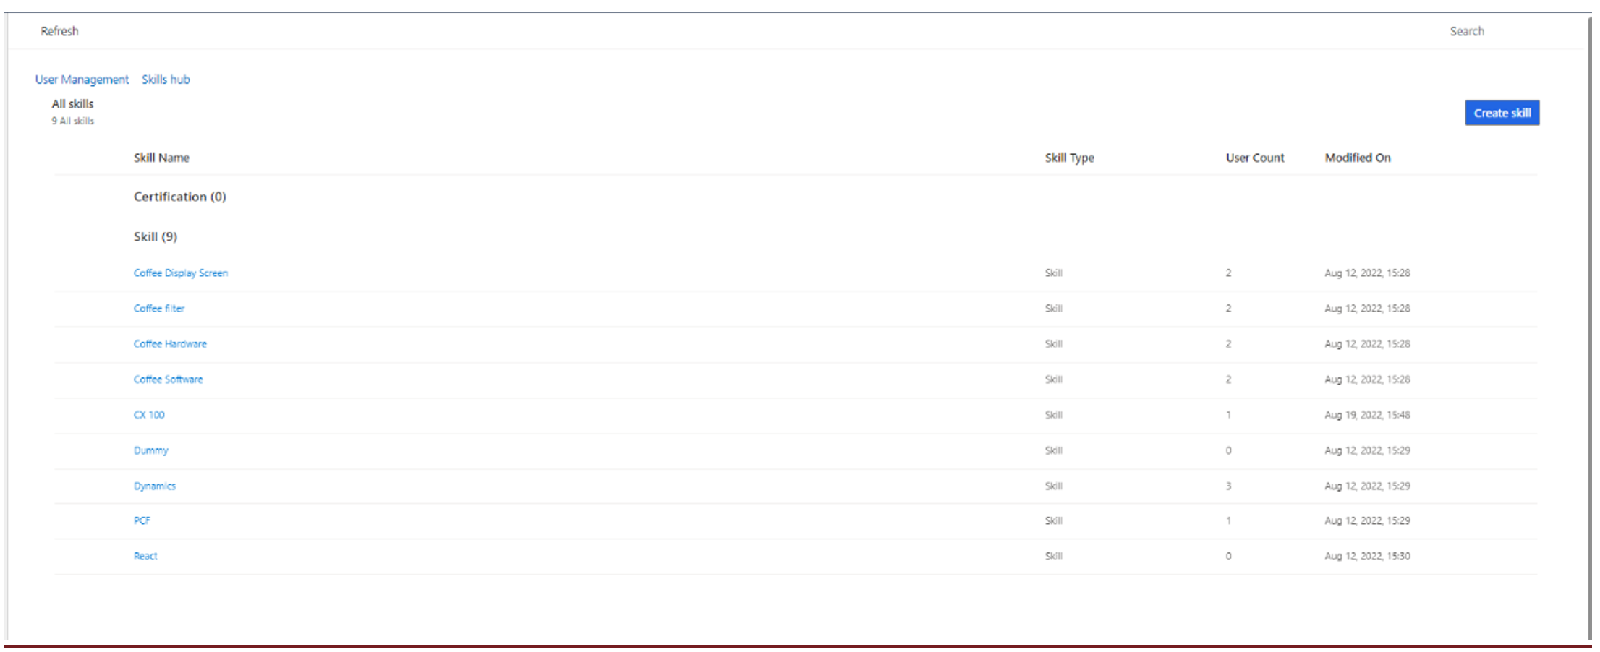 Refresh Search
User Management Skills hub
All skills
9 All skills
Create skill
Skill Name Skill Type User Count Modified On
Certification (0)
Skill (9)
Coffee Display Screen Skill 2 Aug 12, 2022, 15:28
Coffee filter Skill 2 Aug 12, 2022, 15:28
Coffee Hardware Skill 2 Aug 12, 2022, 15:28
Coffee Software Skill 2 Aug 12, 2022, 15:28
CX 100 Skill 1 Aug 19, 2022, 15:48
Dummy Skill 0 Aug 12, 2022, 15:29
Dynamics Skill 3 Aug 12, 2022, 15:29
PCF Skill 1 Aug 12, 2022, 15:29
React Skill 0 Aug 12, 2022, 15:30